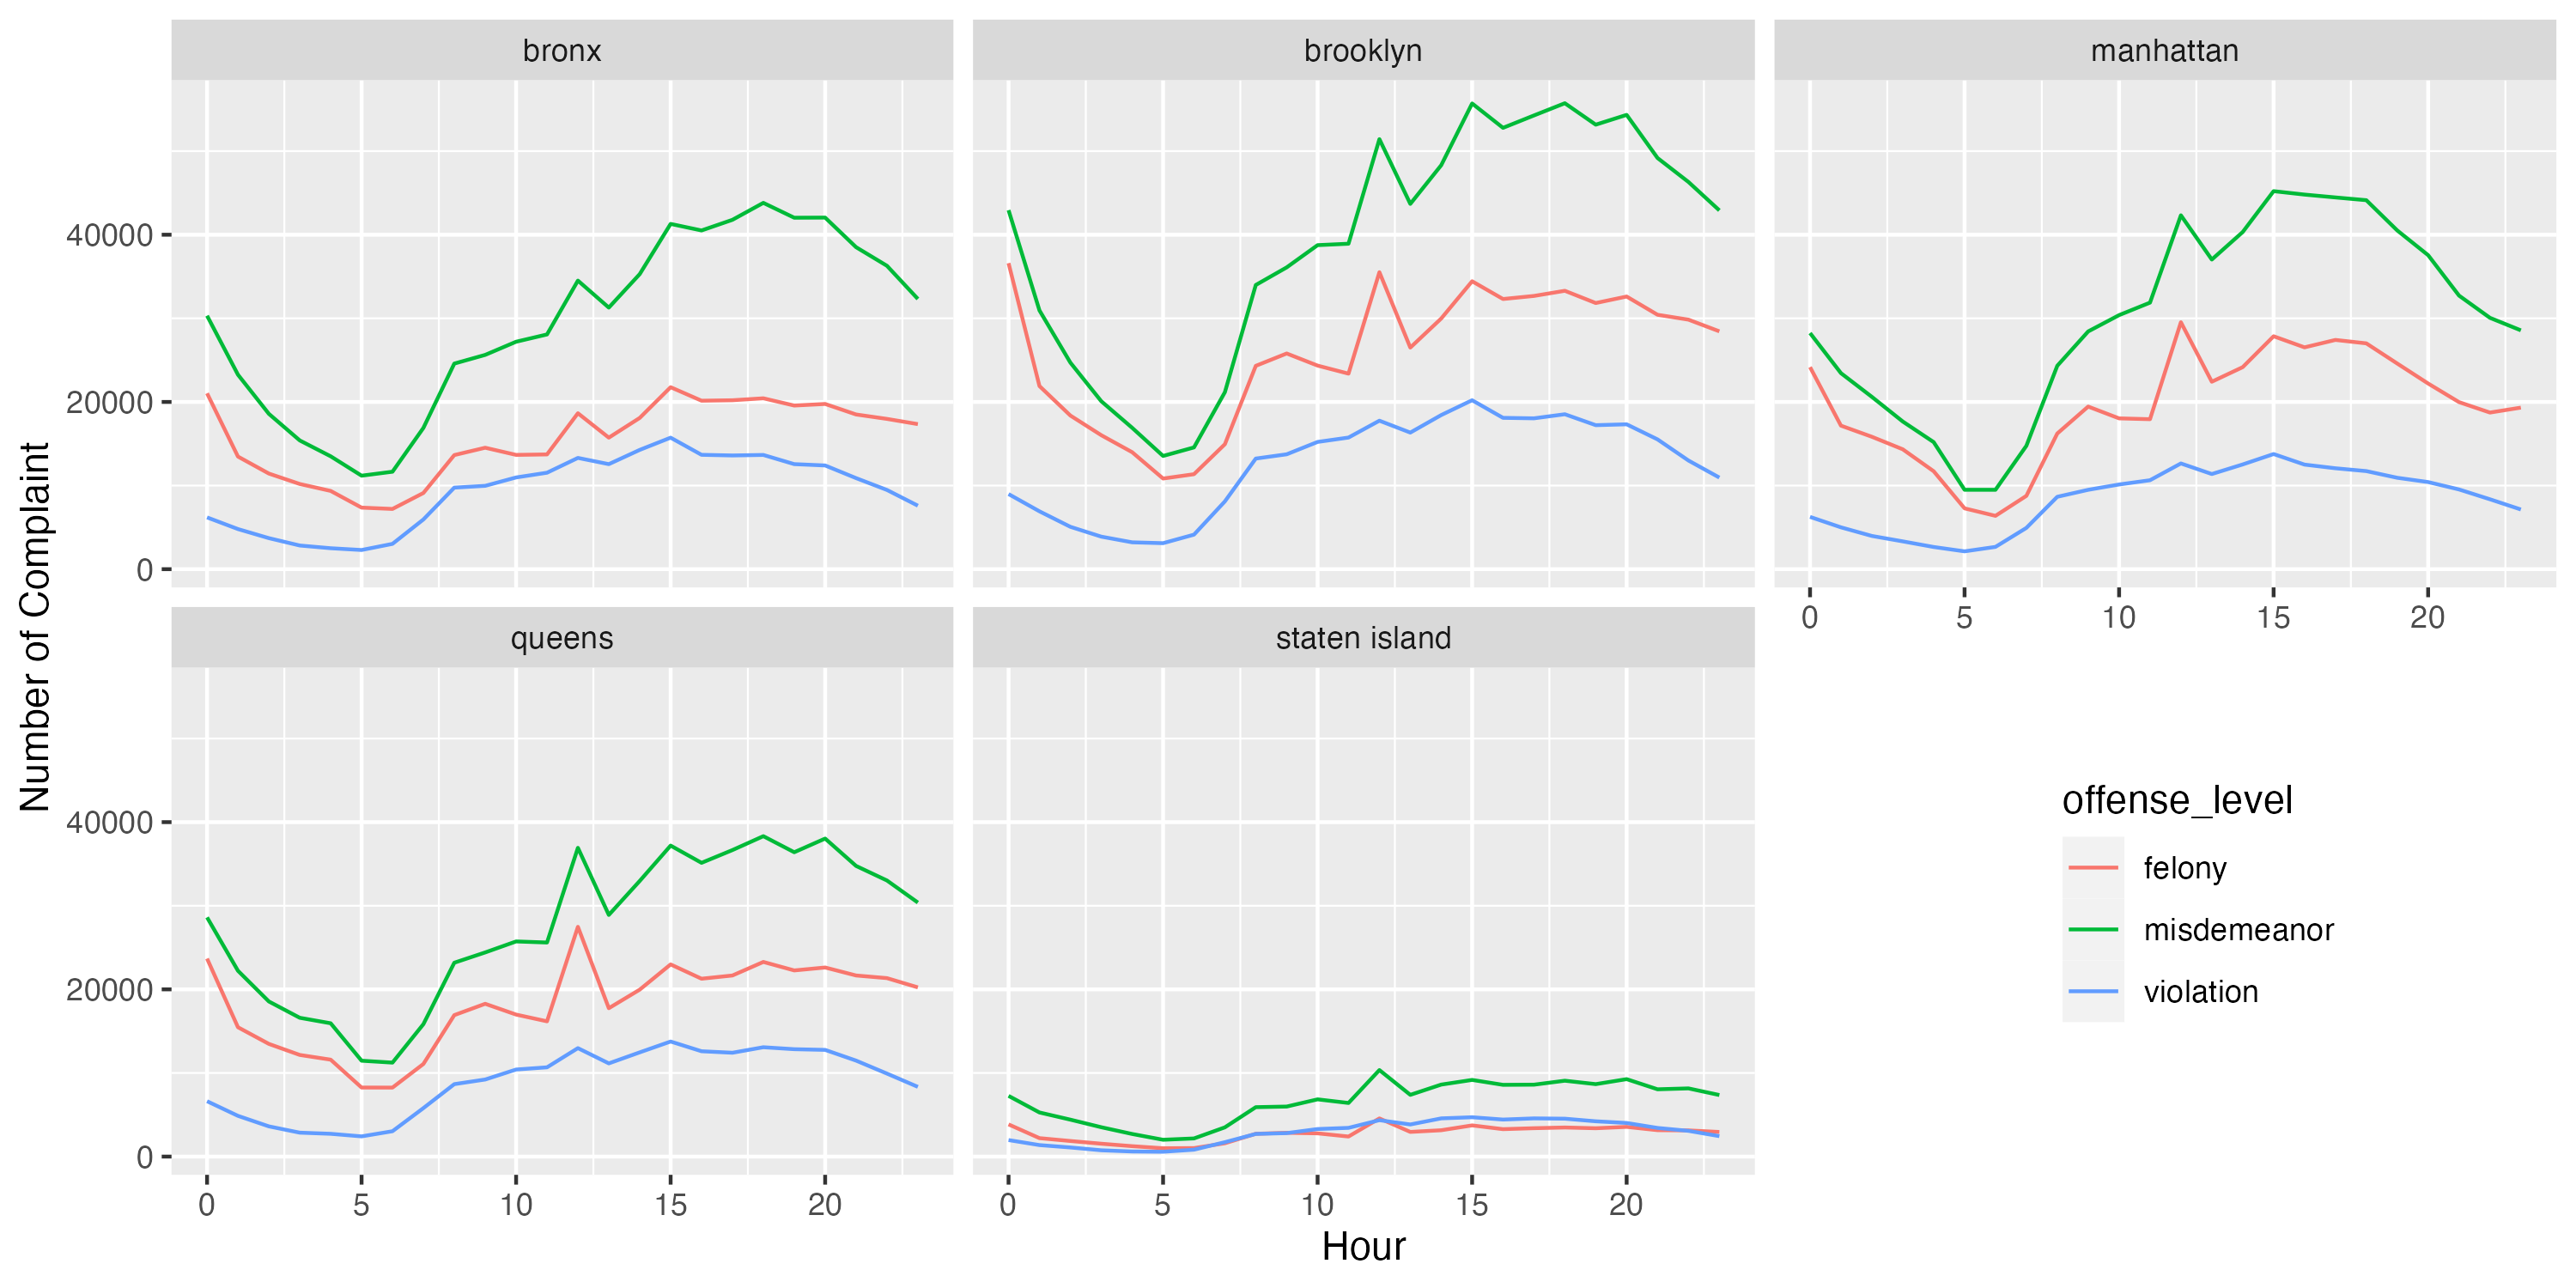 bronx
brooklyn
manhattan
40000
20000
0
0 5 10 15 20
queens
staten island
40000
20000
0
0 5 10 15 20
0 5 10 15 20
Number of Complaint
Hour
offense_level
felony
misdemeanor
violation